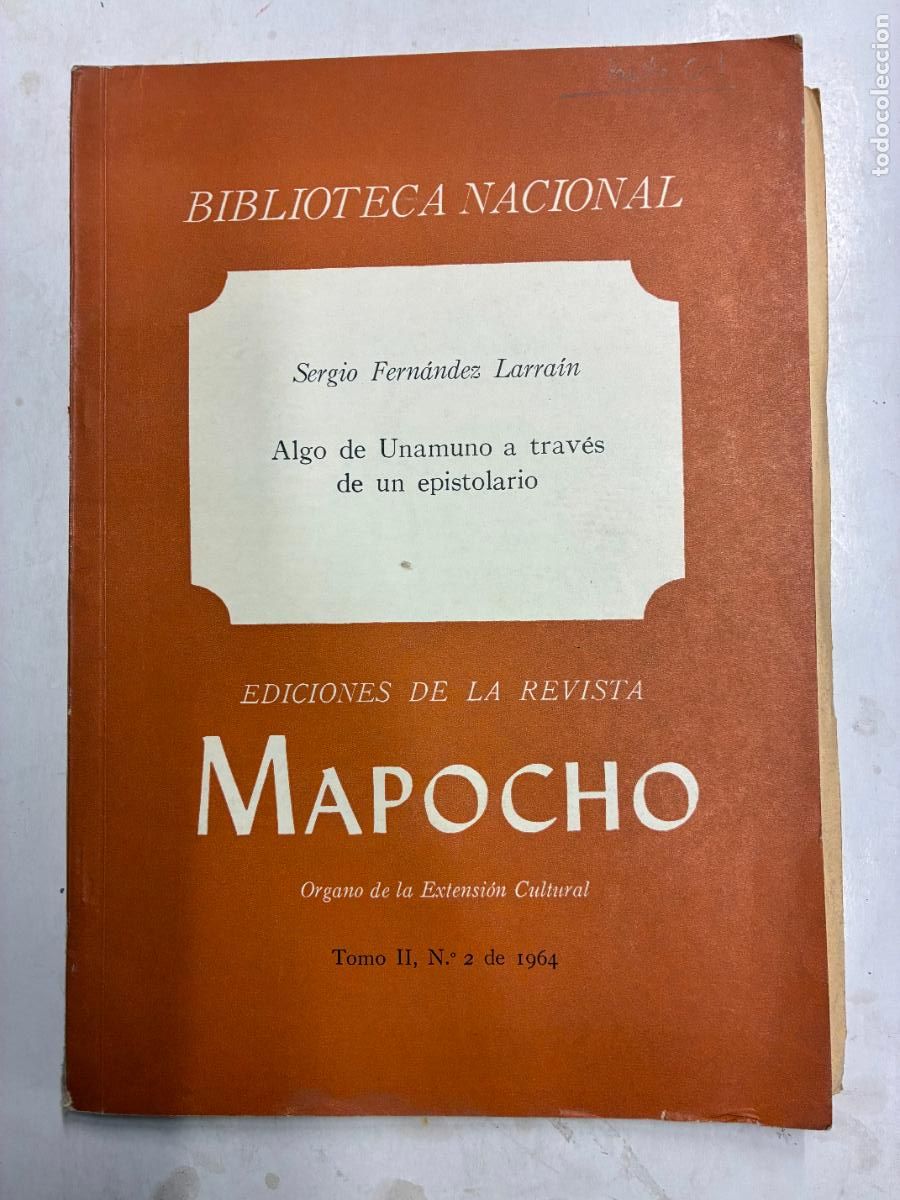 BIBLIOTECA NACIONAL
Sergio Fernández Larraín
Algo de Unamuno a través
de un epistolario
EDICIONES DE LA REVISTA
MAPOCHO
Organo de la Extensión Cultural
Tomo II, N.º 2 de 1964
todocoleccion